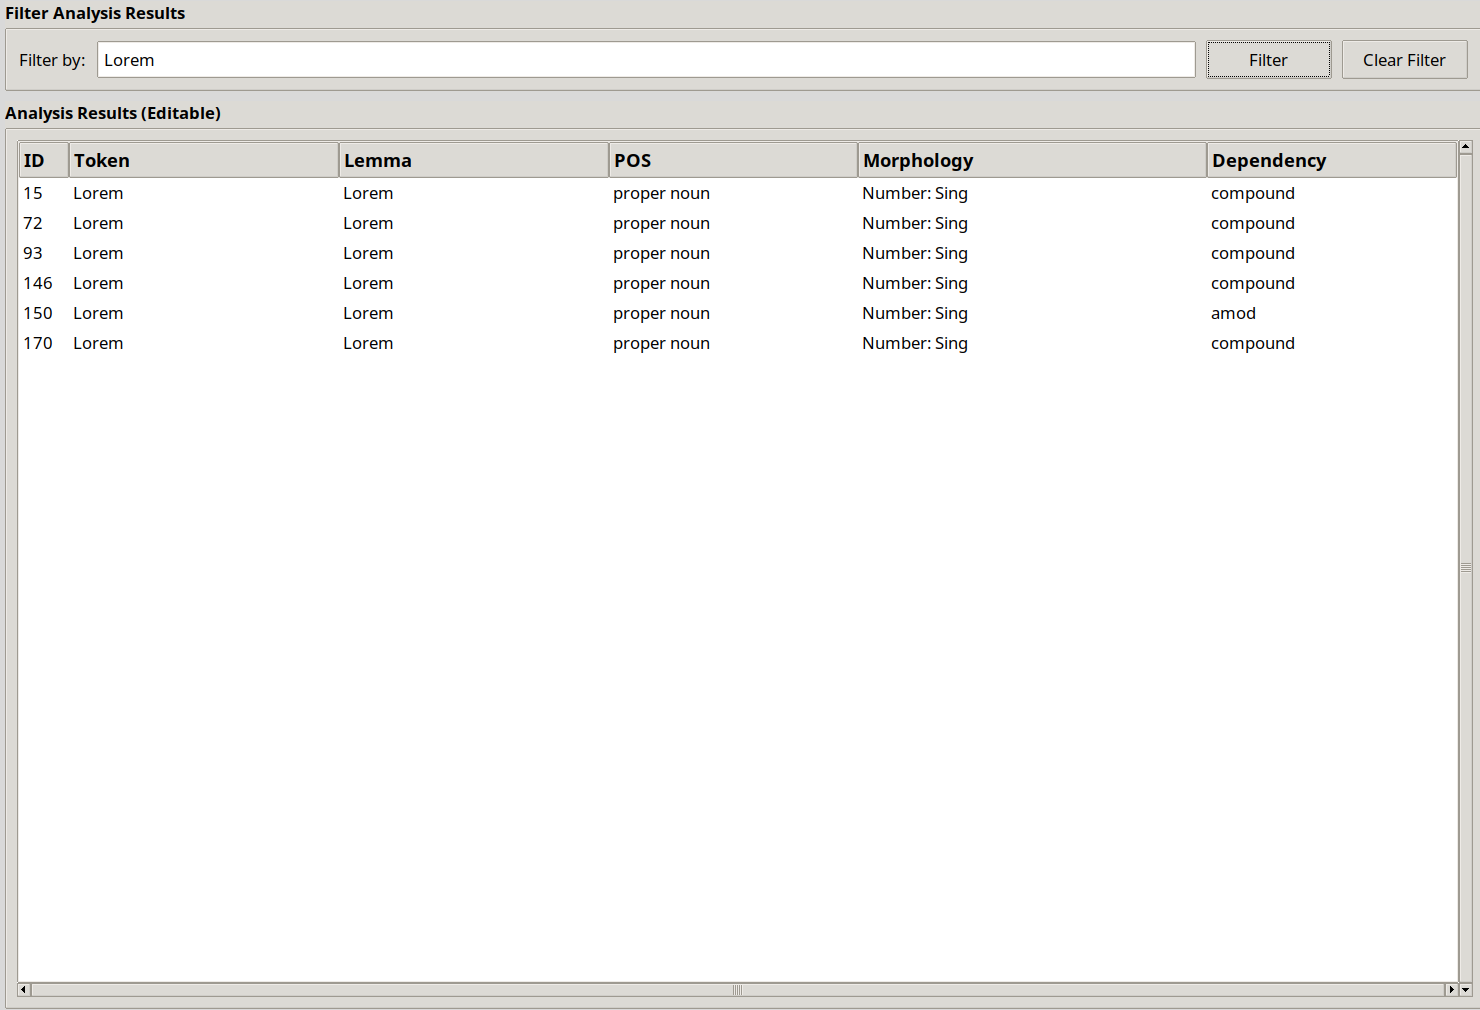 Filter Analysis Results
Filter by: Lorem Filter Clear Filter
Analysis Results (Editable)
ID Token Lemma POS Morphology Dependency
15 Lorem Lorem proper noun Number: Sing compound
72 Lorem Lorem proper noun Number: Sing compound
93 Lorem Lorem proper noun Number: Sing compound
146 Lorem Lorem proper noun Number: Sing compound
150 Lorem Lorem proper noun Number: Sing amod
170 Lorem Lorem proper noun Number: Sing compound